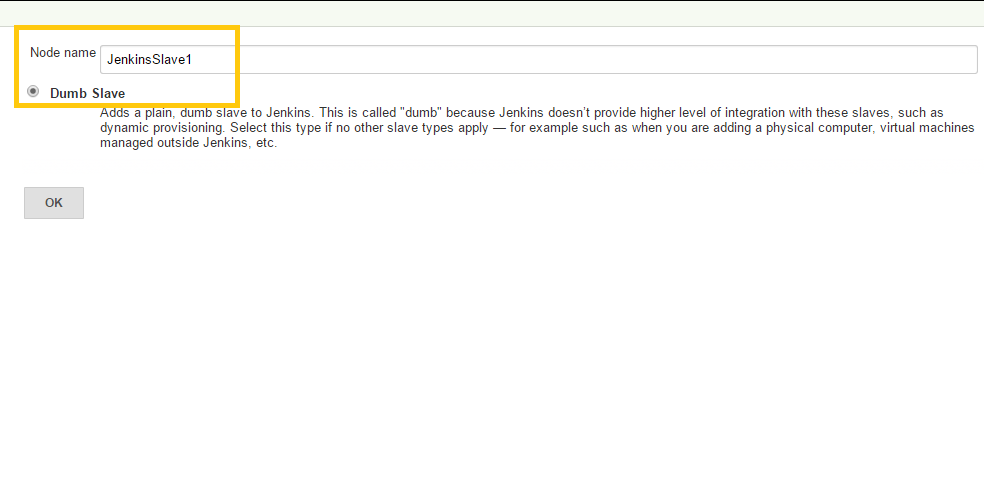 Node name JenkinsSlave1
Dumb Slave
Adds a plain, dumb slave to Jenkins. This is called "dumb" because Jenkins doesn't provide higher level of integration with these slaves, such as
dynamic provisioning. Select this type if no other slave types apply — for example such as when you are adding a physical computer, virtual machines
managed outside Jenkins, etc.
OK